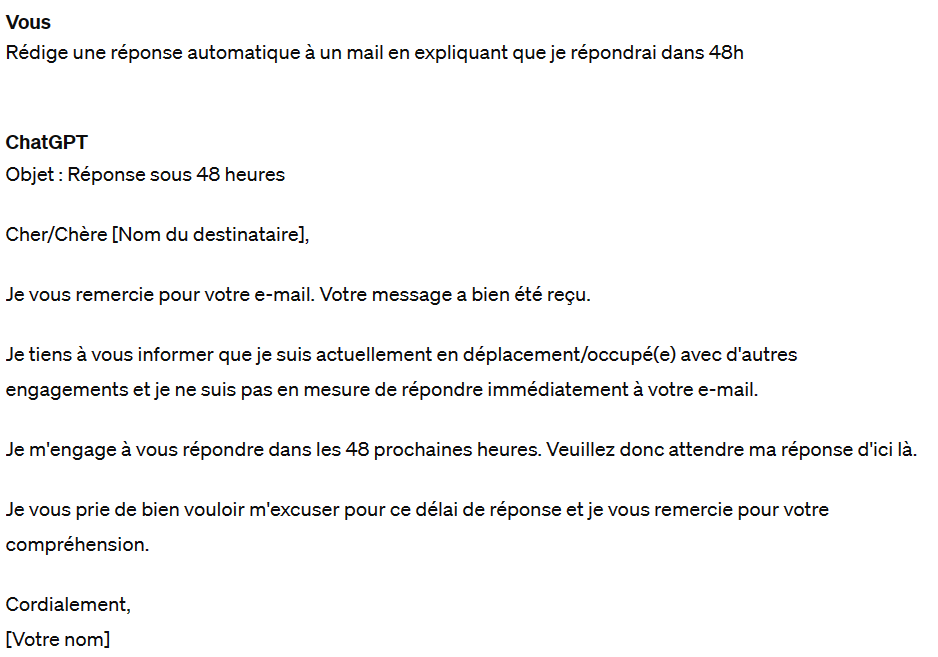 Vous
Rédige une réponse automatique à un mail en expliquant que je répondrai dans 48h
ChatGPT
Objet : Réponse sous 48 heures
Cher/Chère [Nom du destinataire],
Je vous remercie pour votre e-mail. Votre message a bien été reçu.
Je tiens à vous informer que je suis actuellement en déplacement/occupé(e) avec d'autres
engagements et je ne suis pas en mesure de répondre immédiatement à votre e-mail.
Je m'engage à vous répondre dans les 48 prochaines heures. Veuillez donc attendre ma réponse d'ici là.
Je vous prie de bien vouloir m'excuser pour ce délai de réponse et je vous remercie pour votre
compréhension.
Cordialement,
[Votre nom]